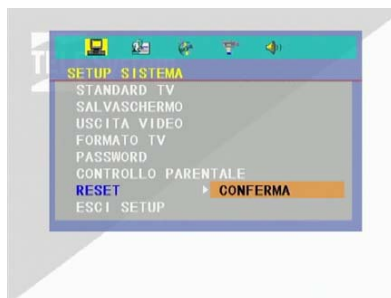 SETUP SISTEMA
STANDARD TV
SALVASCHERMO
USCITA VIDEO
FORMATO TV
PASSWORD
CONTROLLO PARENTALE
RESET CONFERMA
ESCI SETUP